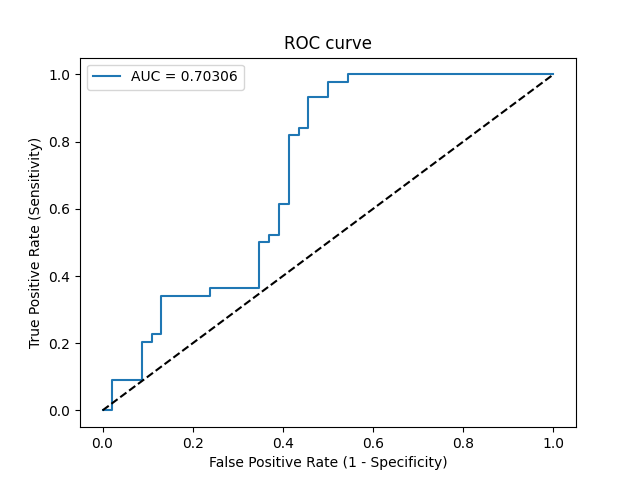 ROC curve
AUC = 0.70306
1.0
0.8
0.6
0.4
0.2
0.0
True Positive Rate (Sensitivity)
0.0 0.2 0.4 0.6 0.8 1.0
False Positive Rate (1 - Specificity)